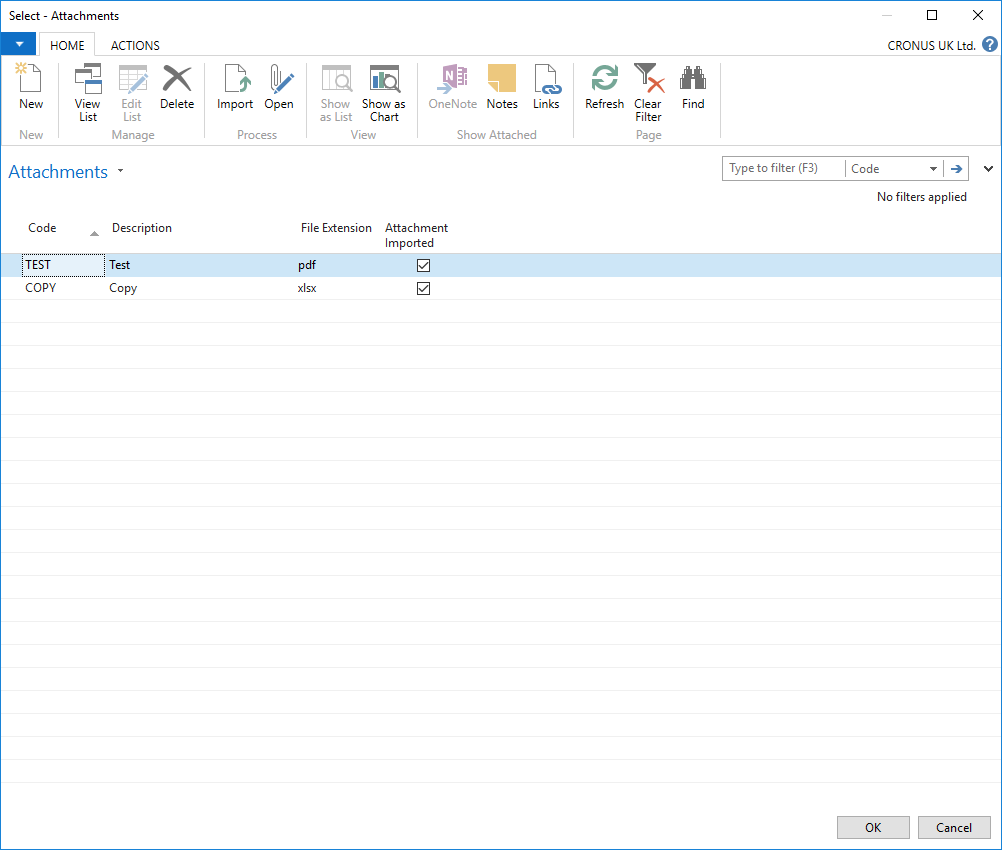 Select - Attachments
HOME ACTIONS CRONUS UK Ltd. ?
New View List Edit List Delete Import Open Show as List Show as Chart OneNote Notes Links Refresh Clear Filter Find
New Manage Process View Show Attached Page
Attachments Type to filter (F3) Code
No filters applied
Code Description File Extension Attachment Imported
TEST Test pdf
COPY Copy xlsx
OK Cancel